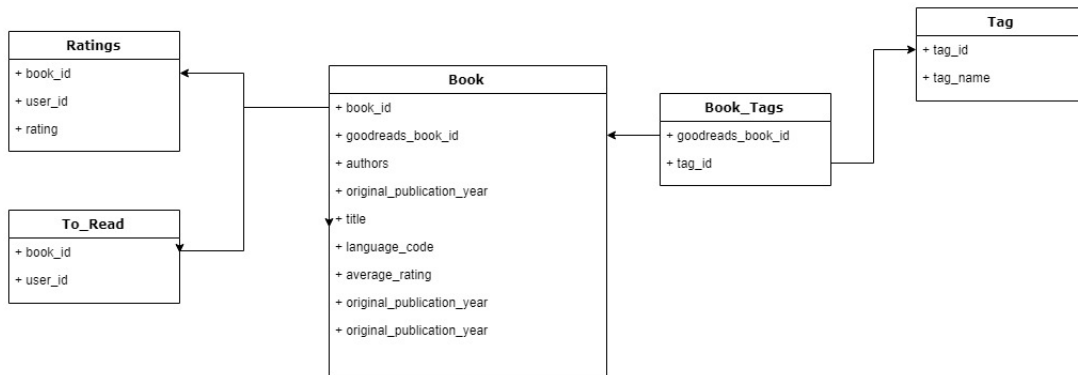 Ratings
+ book_id
+ user_id
+ rating
To_Read
+ book_id
+ user_id
Book
+ book_id
+ goodreads_book_id
+ authors
+ original_publication_year
+ title
+ language_code
+ average_rating
+ original_publication_year
+ original_publication_year
Book_Tags
+ goodreads_book_id
+ tag_id
Tag
+ tag_id
+ tag_name